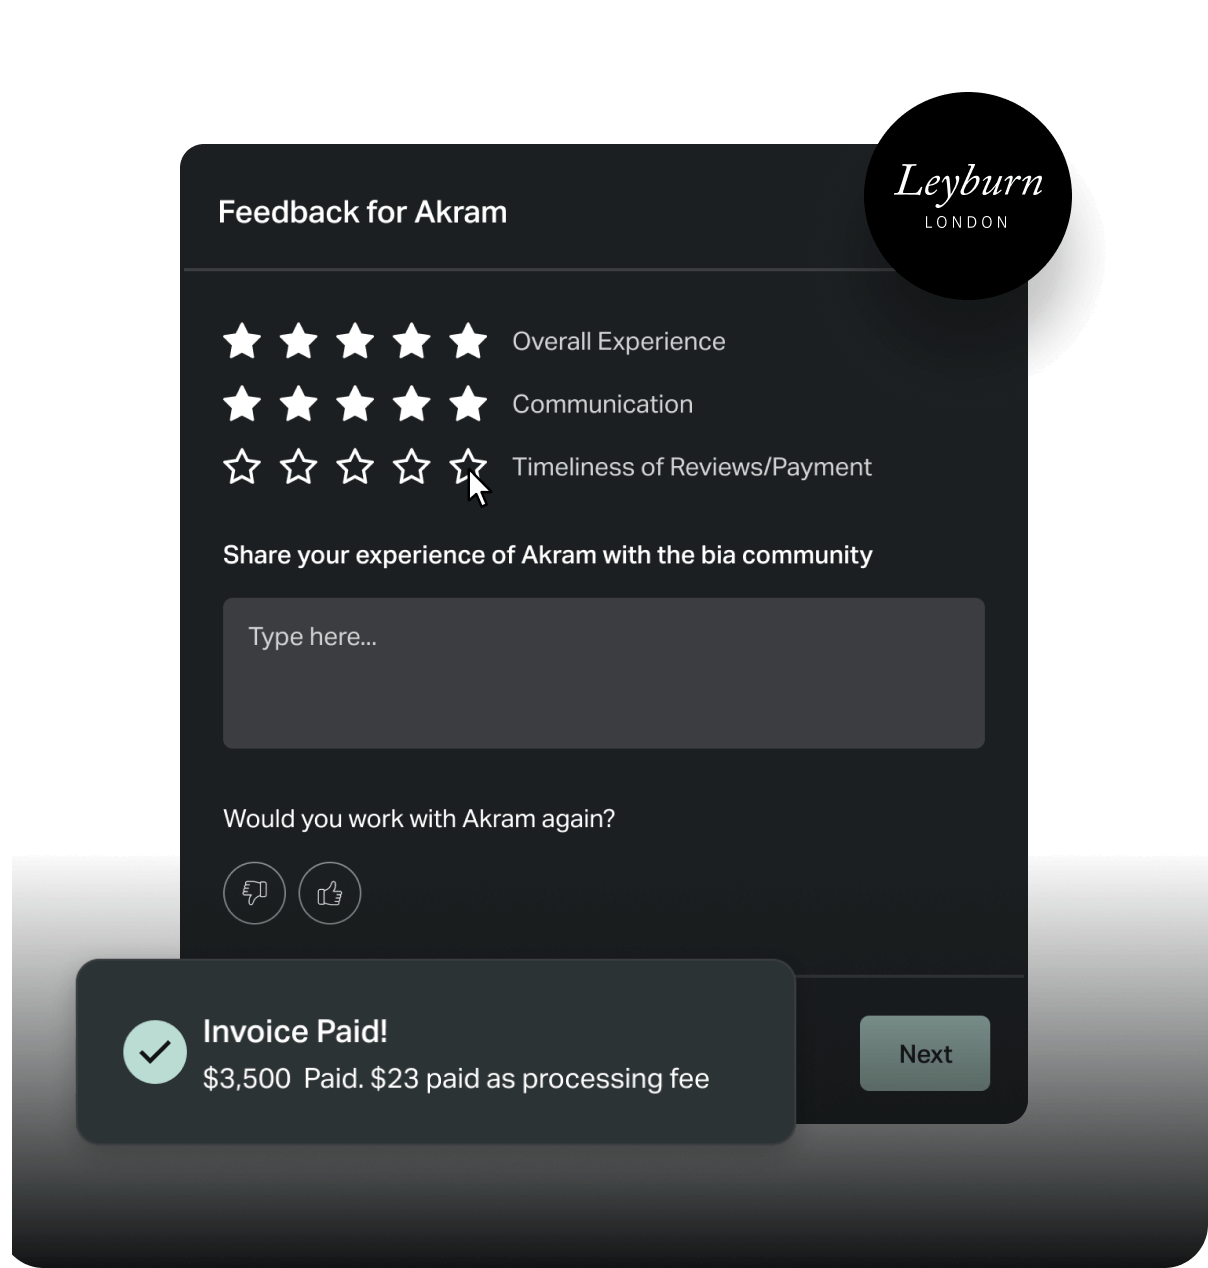 Leyburn
LONDON
Feedback for Akram
Overall Experience
Communication
Timeliness of Reviews/Payment
Share your experience of Akram with the bia community
Type here...
Would you work with Akram again?
Invoice Paid!
$3,500 Paid. $23 paid as processing fee
Next